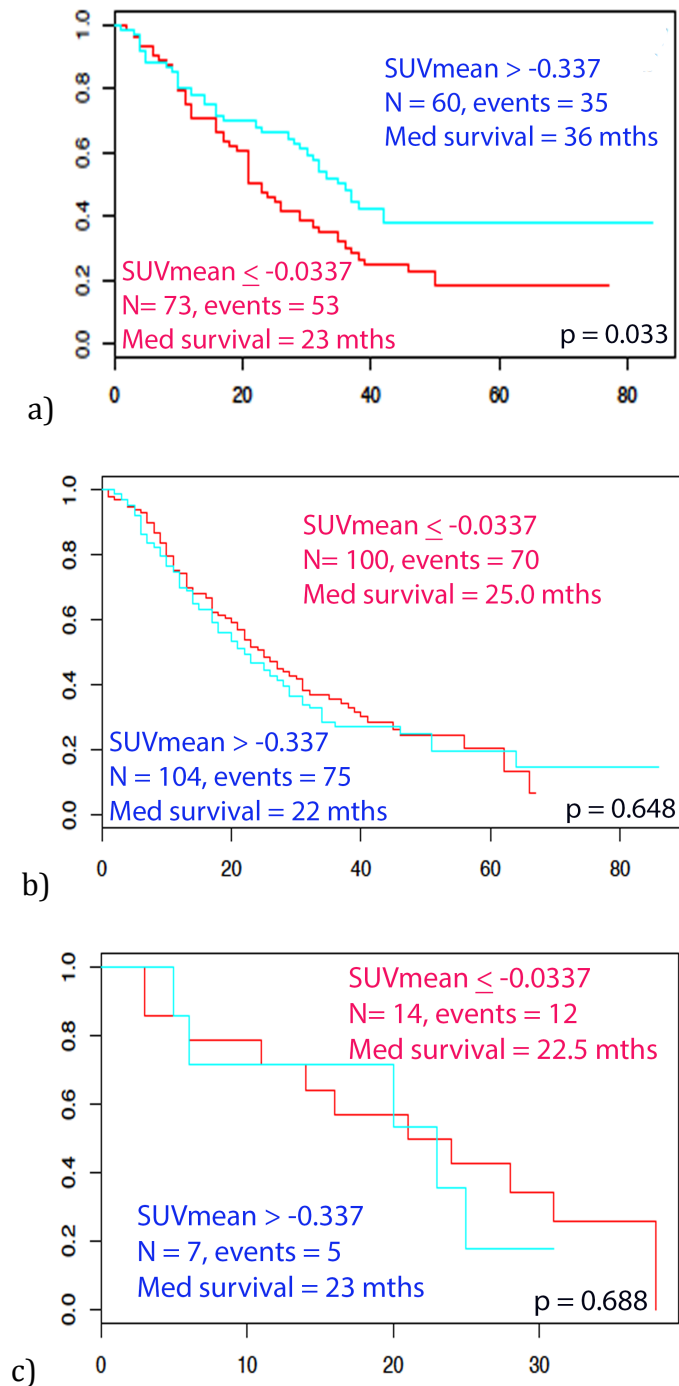 1.0
0.8
0.6
0.4
0.2
0.0
SUVmean > -0.337
N = 60, events = 35
Med survival = 36 mths
SUVmean ≤ -0.0337
N= 73, events = 53
Med survival = 23 mths
p = 0.033
0 20 40 60 80
a)
1.0
0.8
0.6
0.4
0.2
0.0
SUVmean ≤ -0.0337
N= 100, events = 70
Med survival = 25.0 mths
SUVmean > -0.337
N = 104, events = 75
Med survival = 22 mths
p = 0.648
0 20 40 60 80
b)
1.0
0.8
0.6
0.4
0.2
0.0
SUVmean ≤ -0.0337
N= 14, events = 12
Med survival = 22.5 mths
SUVmean > -0.337
N = 7, events = 5
Med survival = 23 mths
p = 0.688
0 10 20 30
c)